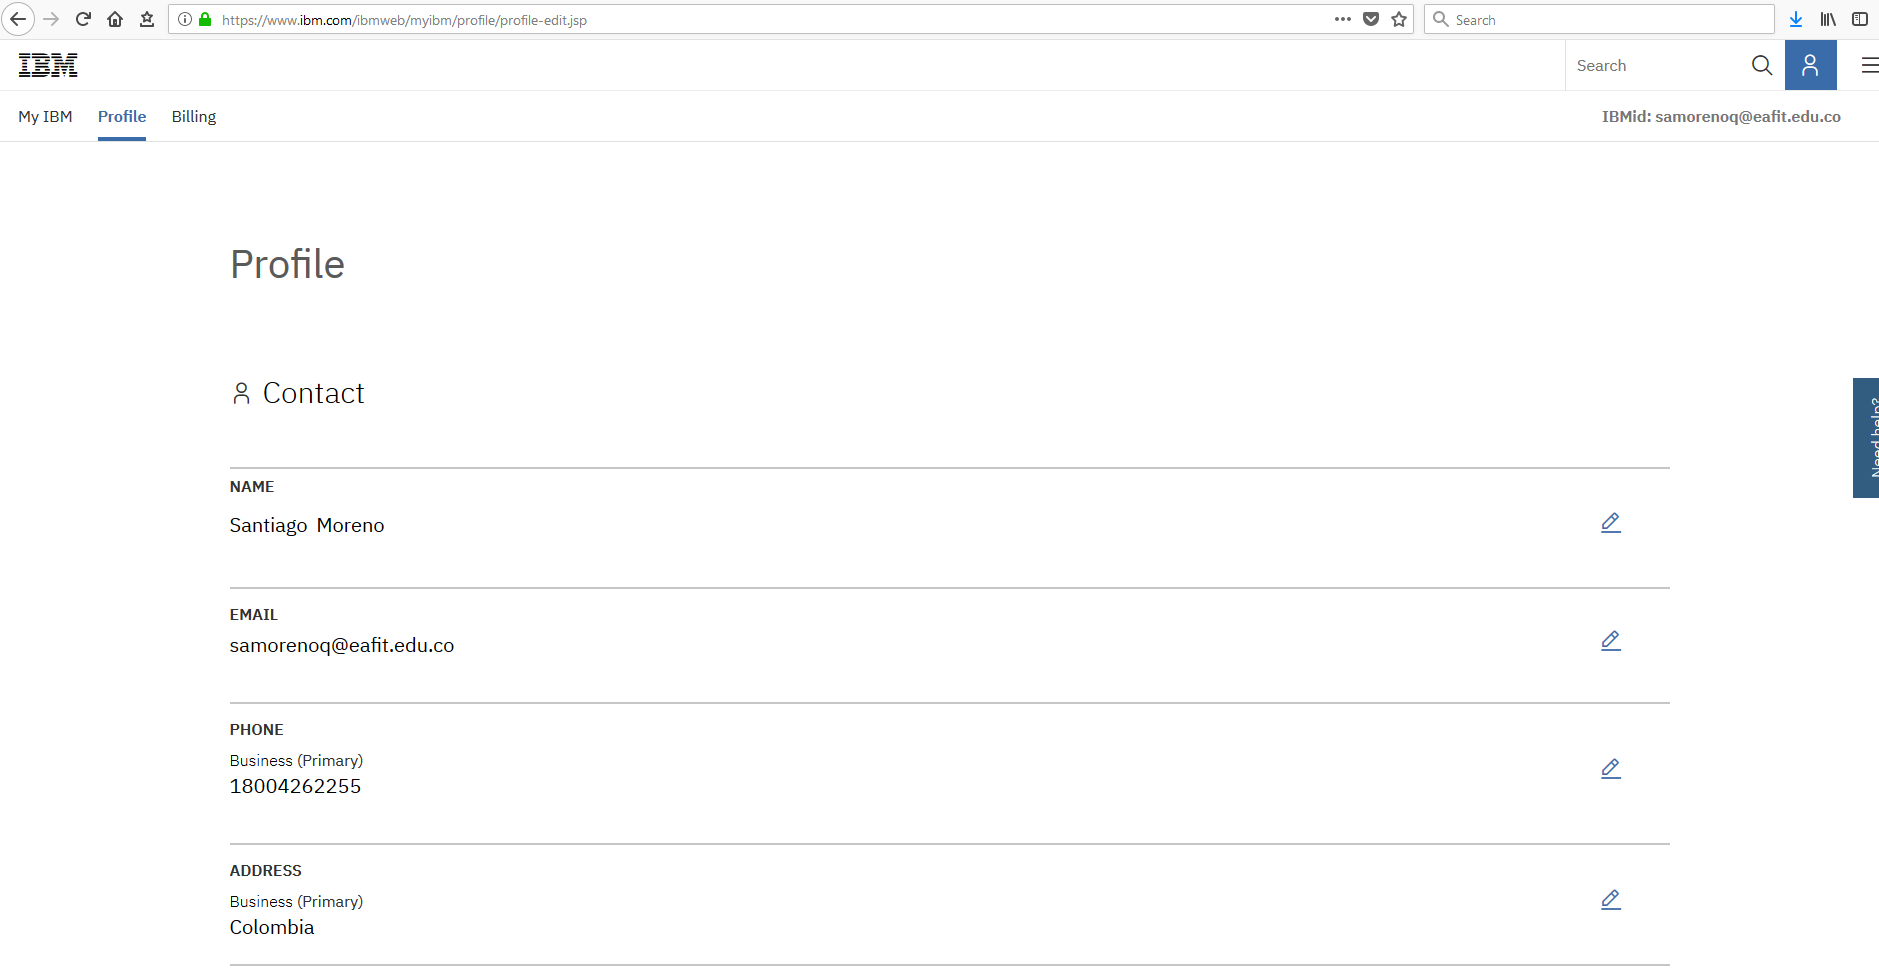 https://www.ibm.com/ibmweb/myibm/profile/profile-edit.jsp
Search
IBM
Search
My IBM
Profile
Billing
IBMid: samorenoq@eafit.edu.co
Profile
Contact
Need help?
NAME
Santiago Moreno
EMAIL
samorenoq@eafit.edu.co
PHONE
Business (Primary)
18004262255
ADDRESS
Business (Primary)
Colombia